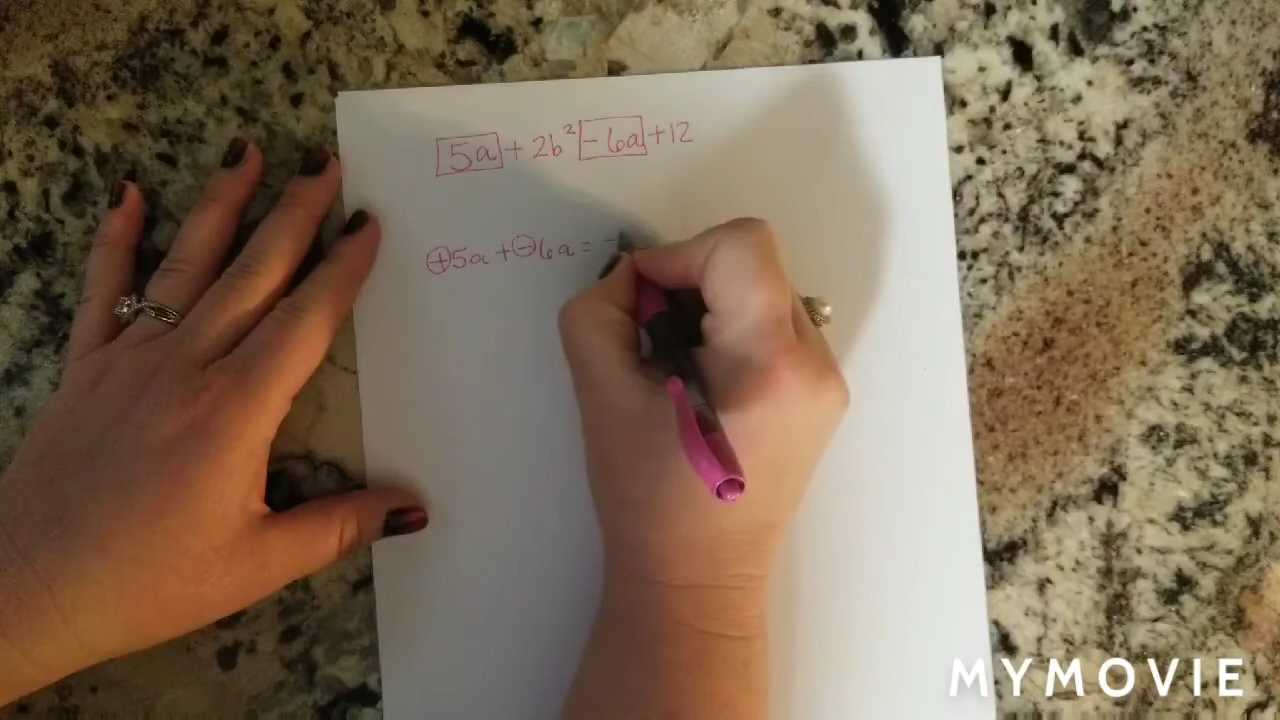 5a + 2b² - 6a + 12
+5a + -6a = -
MYMOVIE